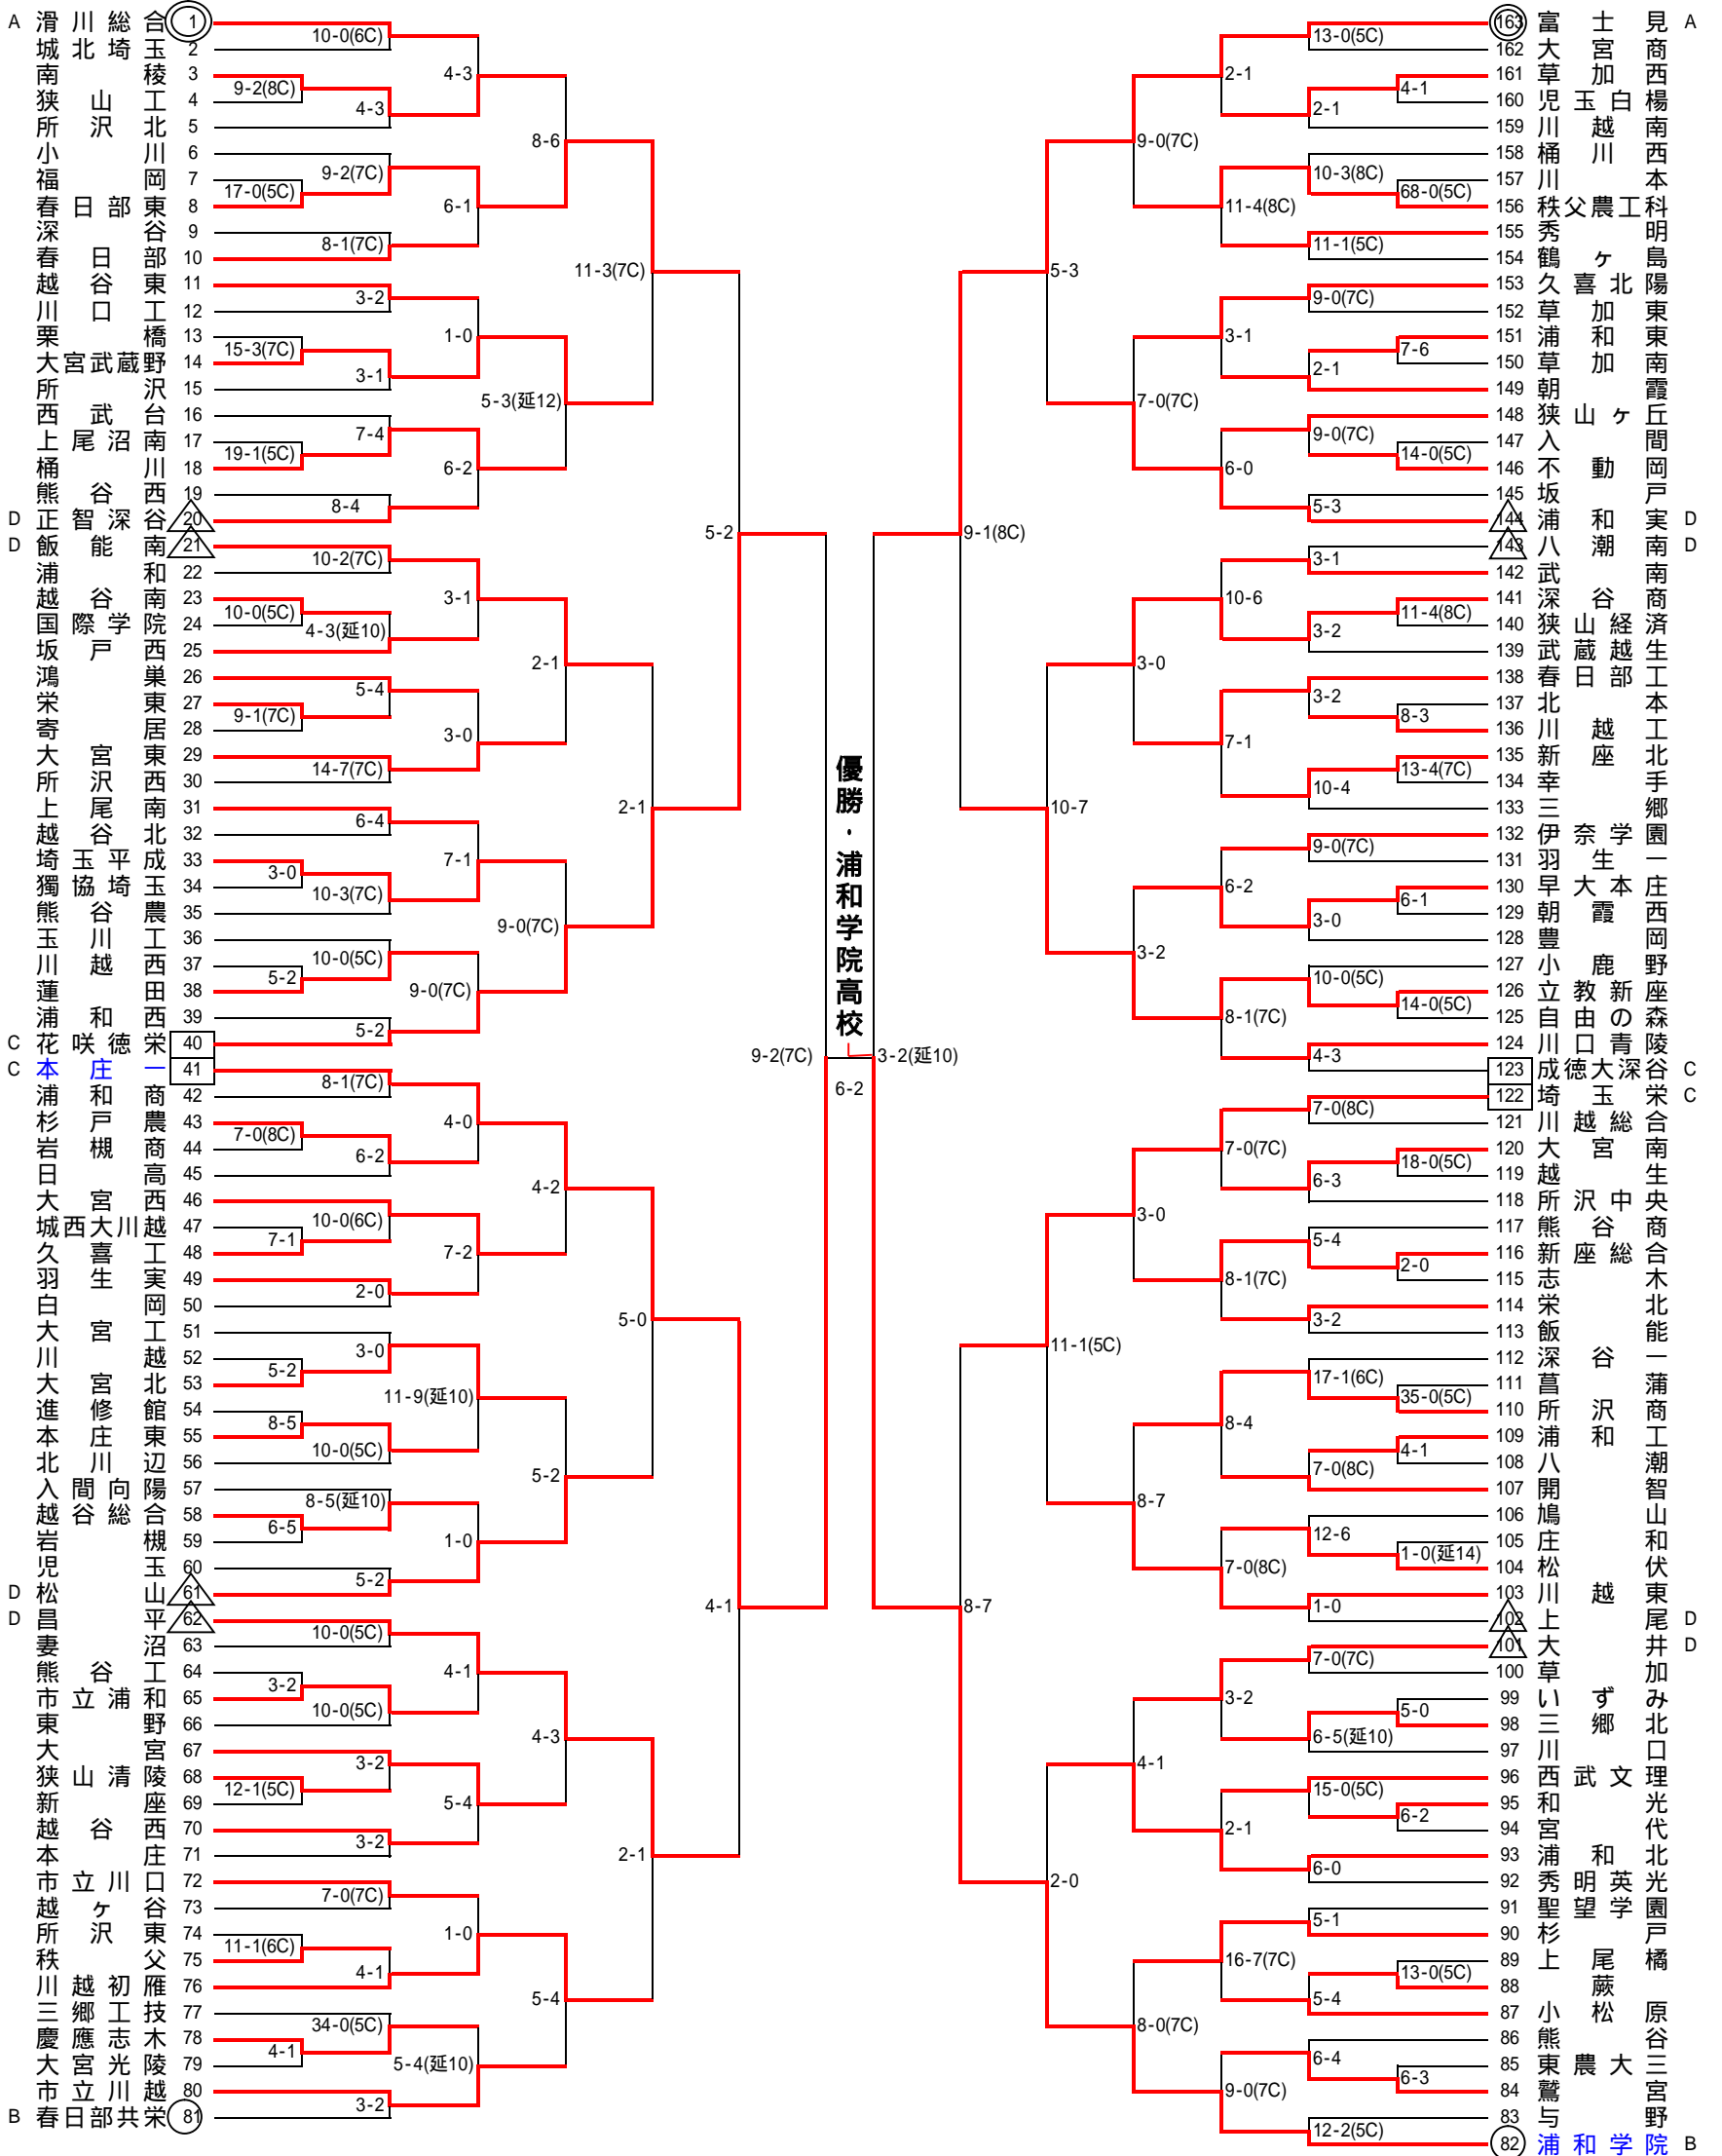 A 滑川総合 1
城北埼玉 2
南稜 3
狭山工 4
所沢北 5
小川 6
福岡 7
春日部東 8
深谷 9
春日部 10
越谷東 11
川口工 12
栗橋 13
大宮武蔵野 14
所沢 15
西武台 16
上尾沼南 17
桶川 18
熊谷西 19
D 正智深谷 20
D 飯能南 21
浦和 22
越谷南 23
国際学院 24
坂戸西 25
鴻巣 26
栄東 27
寄居 28
大宮東 29
所沢西 30
上尾南 31
越谷北 32
埼玉平成 33
獨協埼玉 34
熊谷農 35
玉川工 36
川越西 37
蓮田 38
浦和西 39
C 花咲徳栄 40
C 本庄一 41
浦和商 42
杉戸農 43
岩槻商 44
日高 45
大宮西 46
城西大川越 47
久喜工 48
羽生実 49
白岡 50
大宮工 51
川越 52
大宮北 53
進修館 54
本庄東 55
北川辺 56
入間向陽 57
越谷総合 58
岩槻 59
児玉 60
D 松山 61
D 昌平 62
妻沼 63
熊谷工 64
市立浦和 65
東野 66
大宮 67
狭山清陵 68
新座 69
越谷西 70
本庄 71
市立川口 72
越ヶ谷 73
所沢東 74
秩父 75
川越初雁 76
三郷工技 77
慶應志木 78
大宮光陵 79
市立川越 80
B 春日部共栄 81
10-0(6C)
9-2(8C)
4-3
4-3
17-0(5C)
9-2(7C)
8-1(7C)
6-1
8-6
3-2
15-3(7C)
3-1
1-0
19-1(5C)
7-4
8-4
6-2
5-3(延12)
11-3(7C)
10-2(7C)
10-0(5C)
4-3(延10)
3-1
5-4
9-1(7C)
14-7(7C)
3-0
2-1
6-4
3-0
10-3(7C)
7-1
5-2
10-0(5C)
5-2
9-0(7C)
9-0(7C)
2-1
5-2
8-1(7C)
7-0(8C)
6-2
4-0
7-1
10-0(6C)
2-0
7-2
4-2
5-2
3-0
8-5
10-0(5C)
11-9(延10)
6-5
8-5(延10)
5-2
1-0
5-2
5-0
10-0(5C)
3-2
10-0(5C)
4-1
3-2
12-1(5C)
3-2
5-4
4-3
7-0(7C)
11-1(6C)
4-1
1-0
4-1
34-0(5C)
3-2
5-4(延10)
5-4
2-1
4-1
9-2(7C)
優勝・浦和学院高校
6-2
3-2(延10)
9-1(8C)
8-7
5-3
10-7
11-1(5C)
2-0
9-0(7C)
7-0(7C)
3-0
3-2
3-0
8-7
4-1
8-0(7C)
2-1
11-4(8C)
3-1
6-0
10-6
7-1
6-2
8-1(7C)
7-0(7C)
8-1(7C)
8-4
7-0(8C)
3-2
2-1
16-7(7C)
9-0(7C)
13-0(5C)
4-1
2-1
10-3(8C)
68-0(5C)
11-1(5C)
9-0(7C)
7-6
2-1
9-0(7C)
14-0(5C)
5-3
3-1
11-4(8C)
3-2
3-2
8-3
13-4(7C)
10-4
9-0(7C)
6-1
3-0
10-0(5C)
14-0(5C)
4-3
7-0(8C)
18-0(5C)
6-3
5-4
2-0
3-2
17-1(6C)
35-0(5C)
4-1
7-0(8C)
12-6
1-0(延14)
1-0
7-0(7C)
5-0
6-5(延10)
15-0(5C)
6-2
6-0
5-1
13-0(5C)
5-4
6-4
6-3
12-2(5C)
163 富士見 A
162 大宮商
161 草加西
160 児玉白楊
159 川越南
158 桶川西
157 川本
156 秩父農工科
155 秀明
154 鶴ヶ島
153 久喜北陽
152 草加東
151 浦和東
150 草加南
149 朝霞
148 狭山ヶ丘
147 入間
146 不動岡
145 坂戸
144 浦和実 D
143 八潮南 D
142 武南
141 深谷商
140 狭山経済
139 武蔵越生
138 春日部工
137 北本
136 川越工
135 新座北
134 幸手
133 三郷
132 伊奈学園
131 羽生一
130 早大本庄
129 朝霞西
128 豊岡
127 小鹿野
126 立教新座
125 自由の森
124 川口青陵
123 成徳大深谷 C
122 埼玉栄 C
121 川越総合
120 大宮南
119 越生
118 所沢中央
117 熊谷商
116 新座総合
115 志木
114 栄北
113 飯能
112 深谷一
111 菖蒲
110 所沢商
109 浦和工
108 八潮
107 開智
106 鳩山
105 庄和
104 松伏
103 川越東
102 上尾 D
101 大井 D
100 草加
99 いずみ
98 三郷北
97 川口
96 西武文理
95 和光
94 宮代
93 浦和北
92 秀明英光
91 聖望学園
90 杉戸
89 上尾橘
88 蕨
87 小松原
86 熊谷
85 東農大三
84 鷲宮
83 与野
82 浦和学院 B